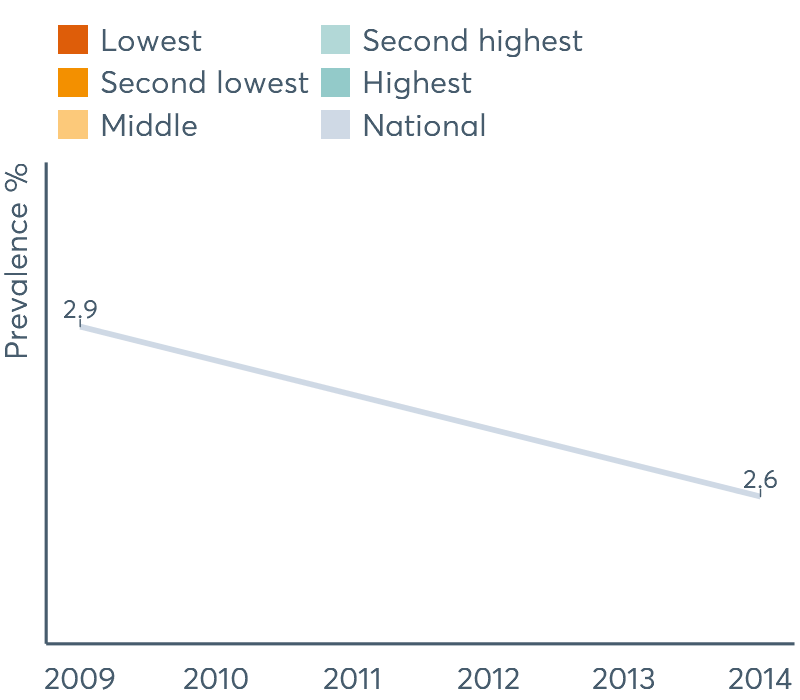 Lowest
Second lowest
Middle
Second highest
Highest
National
Prevalence %
2.9
2.6
2009 2010 2011 2012 2013 2014